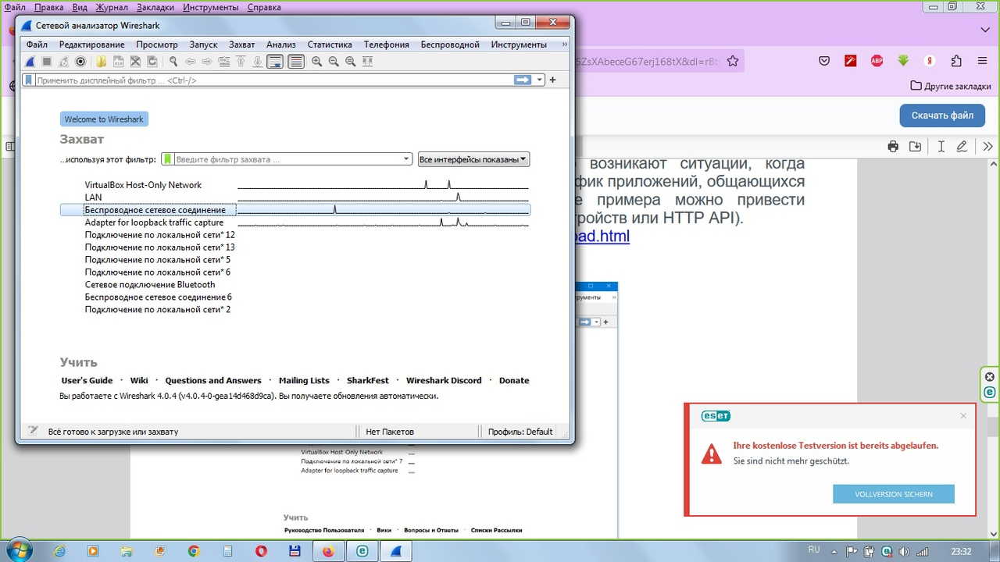 Файл Правка Вид Журнал Закладки Инструменты Справка
Сетевой анализатор Wireshark
Файл Редактирование Просмотр Запуск Захват Анализ Статистика Телефония Беспроводной Инструменты »
Применить дисплейный фильтр ... <Ctrl-/>
Welcome to Wireshark
Захват
...используя этот фильтр: Введите фильтр захвата ... Все интерфейсы показаны
VirtualBox Host-Only Network
LAN
Беспроводное сетевое соединение
Adapter for loopback traffic capture
Подключение по локальной сети* 12
Подключение по локальной сети* 13
Подключение по локальной сети* 5
Подключение по локальной сети* 6
Сетевое подключение Bluetooth
Беспроводное сетевое соединение 6
Подключение по локальной сети* 2
Учить
User's Guide · Wiki · Questions and Answers · Mailing Lists · SharkFest · Wireshark Discord · Donate
Вы работаете с Wireshark 4.0.4 (v4.0.4-0-gea14d468d9ca). Вы получаете обновления автоматически.
Всё готово к загрузке или захвату Нет Пакетов Профиль: Default
ABP
Я
Другие закладки
Скачать файл
возникают ситуации, когда
приложений, общающихся
примера можно привести
или HTTP API).
VirtualBox Host-Only Network
Подключение по локальной сети* 7
Adapter for loopback traffic capture
Учить
Руководство Пользователя · Вики · Вопросы и Ответы · Списки Рассылки
eset
Ihre kostenlose Testversion ist bereits abgelaufen.
Sie sind nicht mehr geschützt.
VOLLVERSION SICHERN
RU 23:32